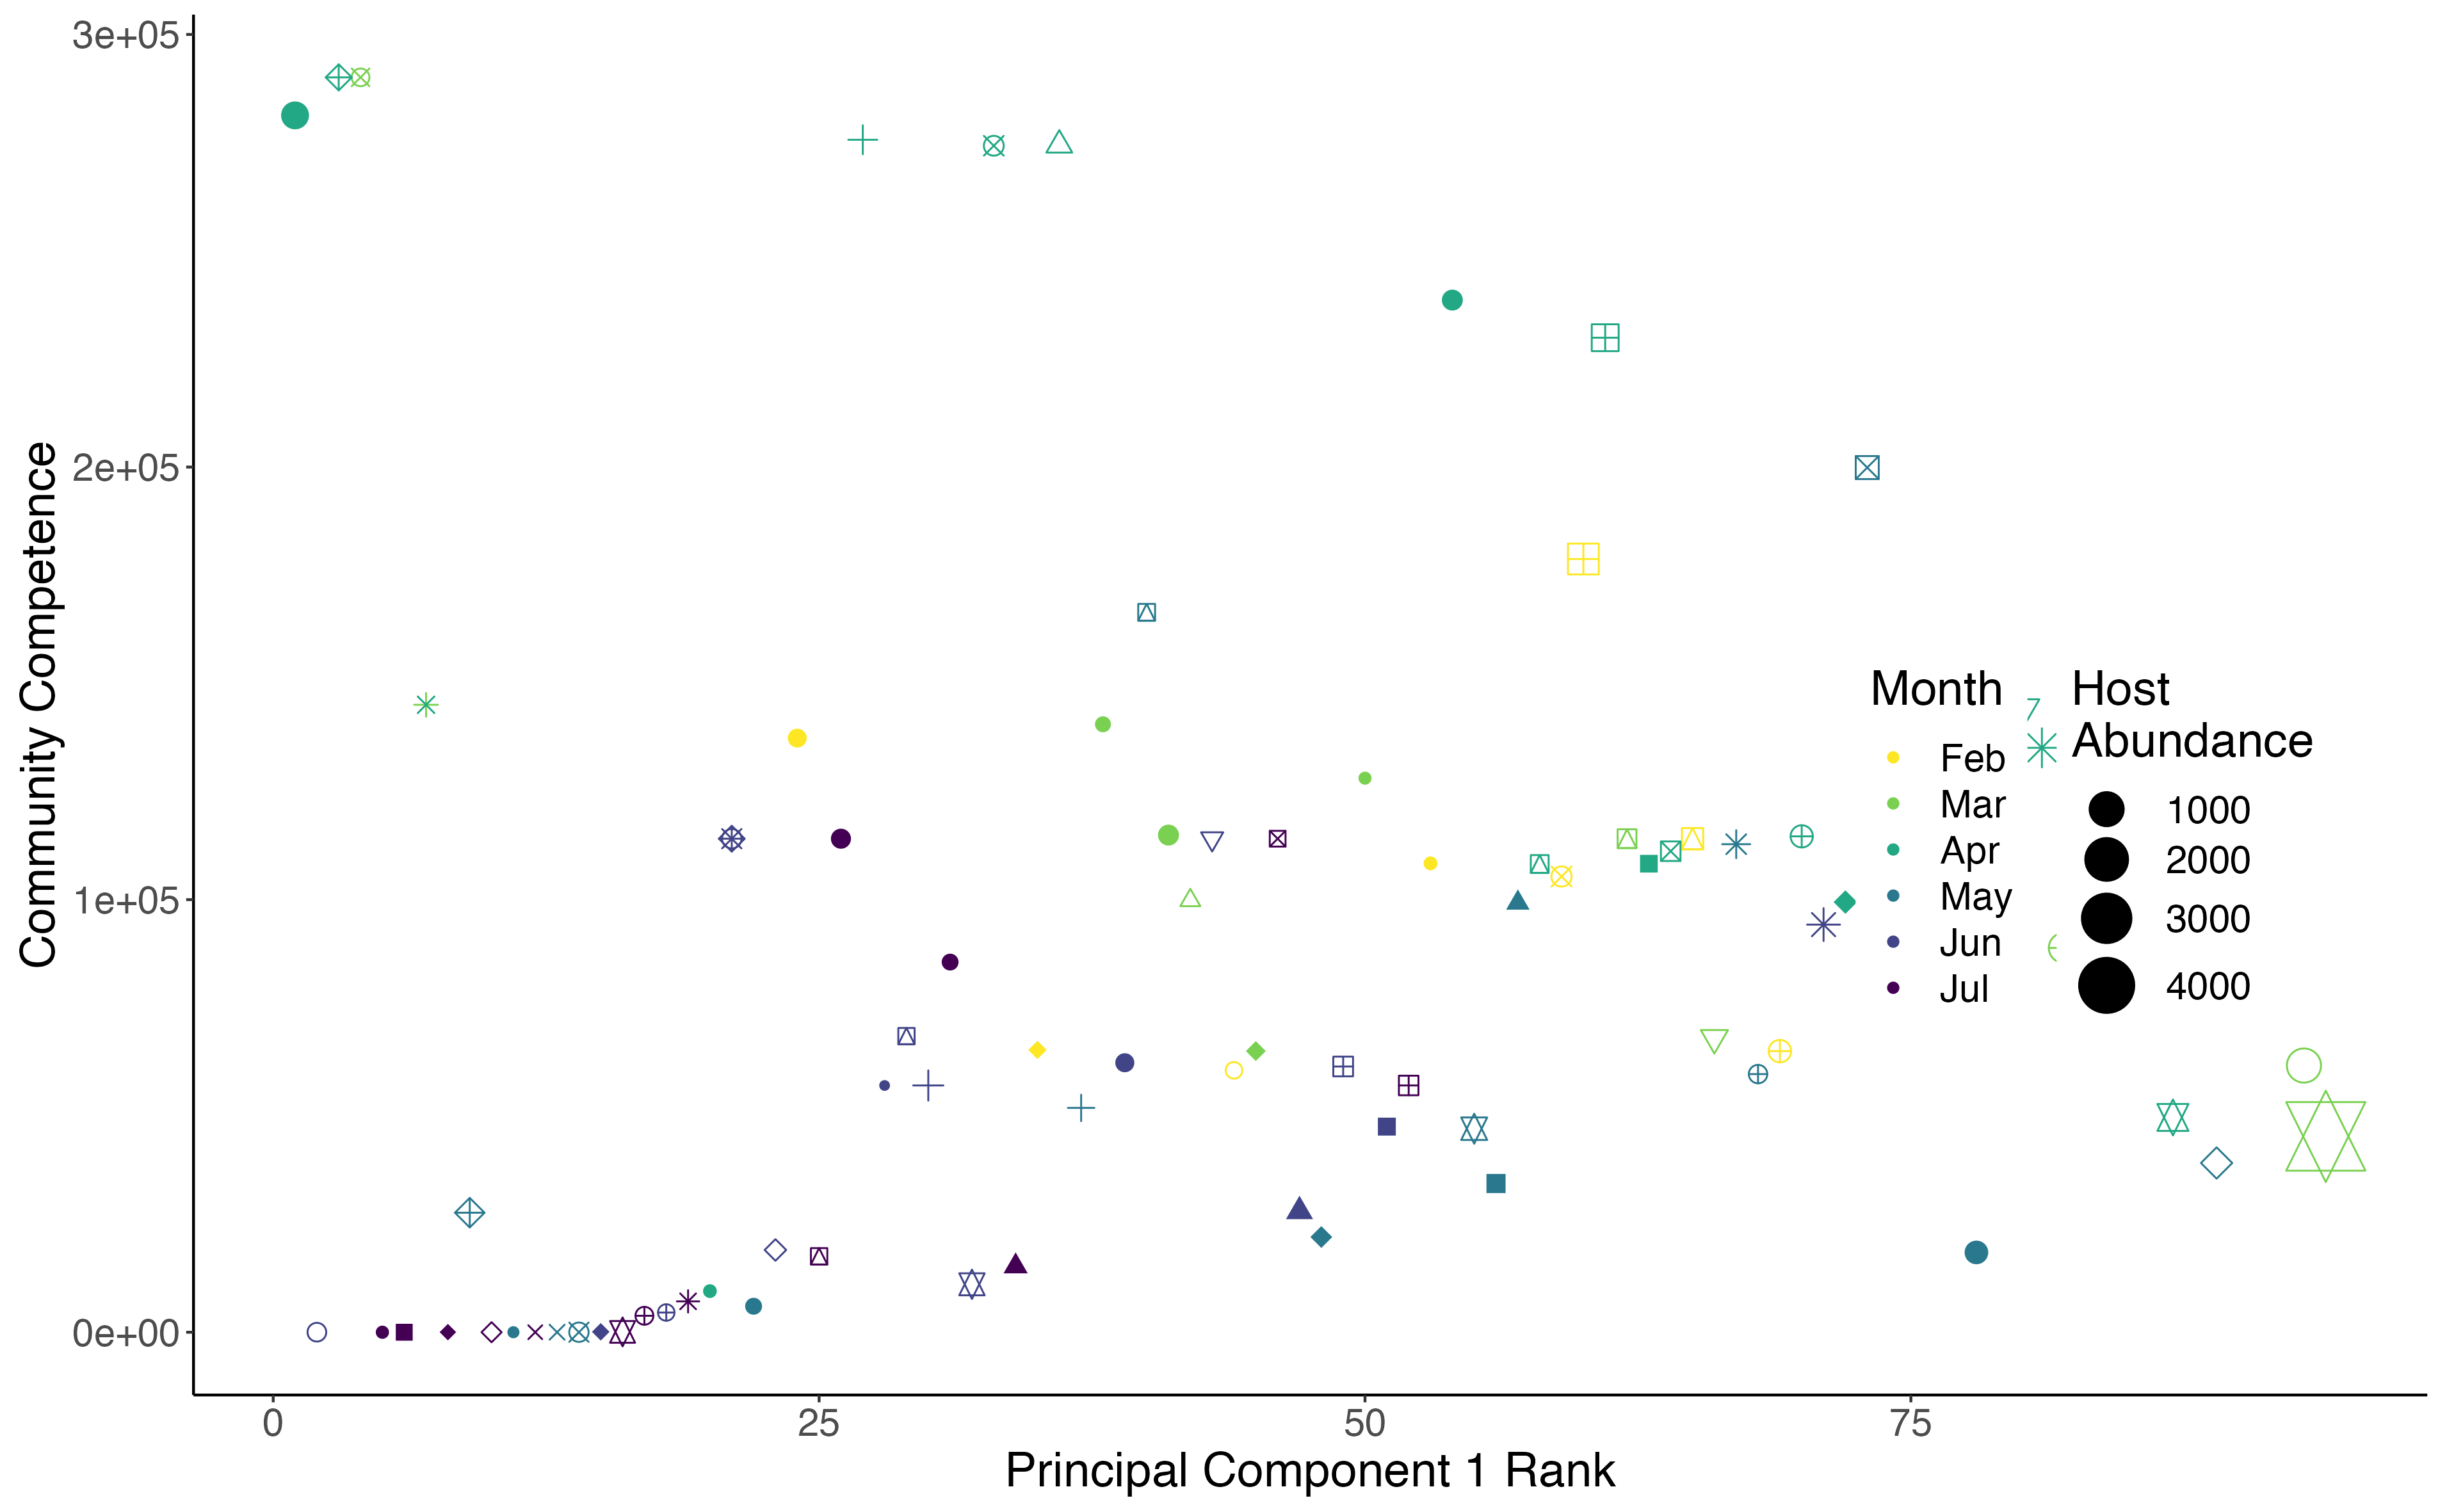 3e+05
2e+05
1e+05
0e+00
Community Competence
0
25
50
75
Principal Component 1 Rank
Month
Feb
Mar
Apr
May
Jun
Jul
Host
Abundance
1000
2000
3000
4000